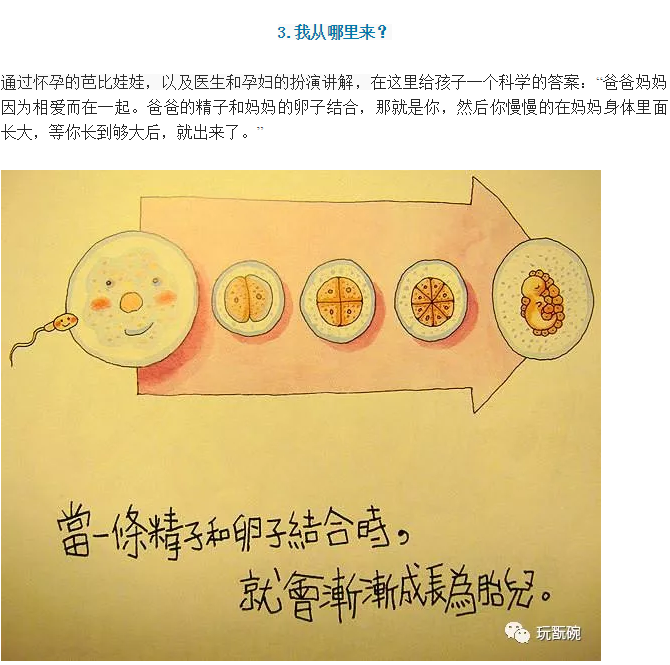 3.我从哪里来？
通过怀孕的芭比娃娃，以及医生和孕妇的扮演讲解，在这里给孩子一个科学的答案：“爸爸妈妈
因为相爱而在一起。爸爸的精子和妈妈的卵子结合，那就是你，然后你慢慢的在妈妈身体里面
长大，等你长到够大后，就出来了。”
當一條精子和卵子結合時，
就會漸漸成長為胎兒。
玩翫碗